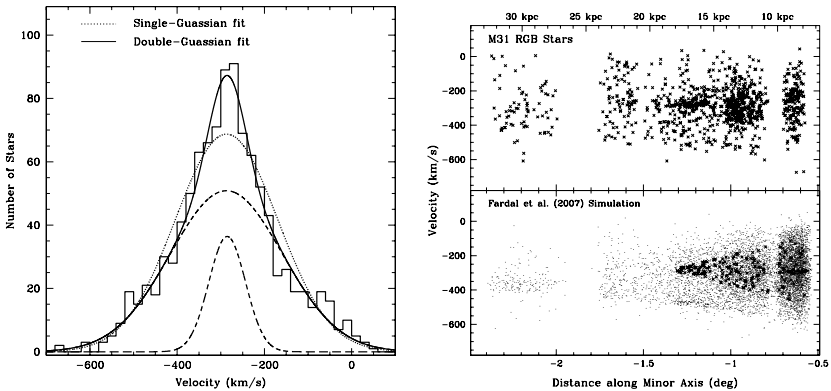 Single-Guassian fit
Double-Guassian fit
100
80
60
40
20
0
Number of Stars
-600
-400
-200
0
Velocity (km/s)
30 kpc
25 kpc
20 kpc
15 kpc
10 kpc
M31 RGB Stars
0
-200
-400
-600
Velocity (km/s)
Fardal et al. (2007) Simulation
0
-200
-400
-600
-2
-1.5
-1
-0.5
Distance along Minor Axis (deg)